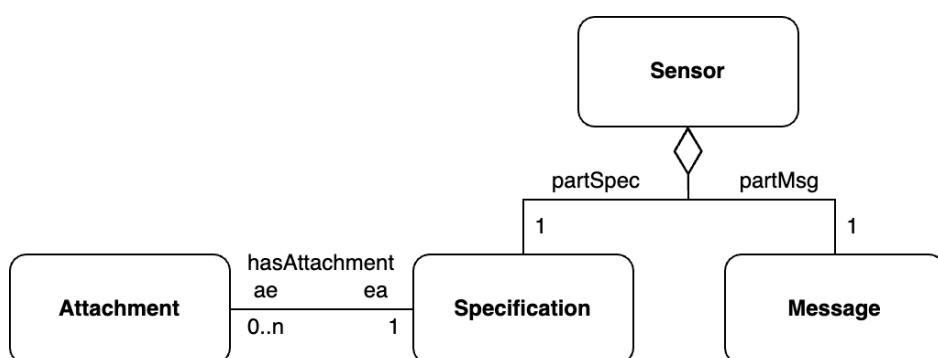 Sensor
partSpec
partMsg
1
1
hasAttachment
ae
ea
0..n
1
Attachment
Specification
Message